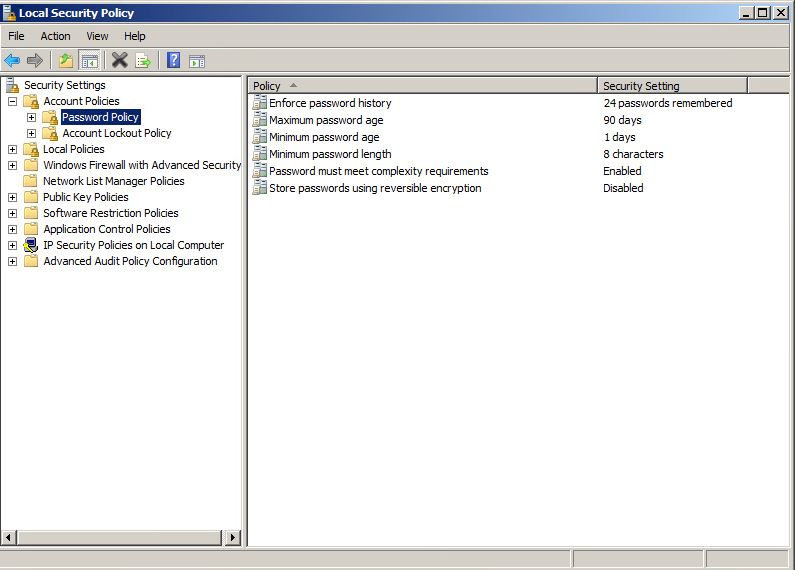 Local Security Policy
File Action View Help
Security Settings
Account Policies
Password Policy
Account Lockout Policy
Local Policies
Windows Firewall with Advanced Security
Network List Manager Policies
Public Key Policies
Software Restriction Policies
Application Control Policies
IP Security Policies on Local Computer
Advanced Audit Policy Configuration
Policy Security Setting
Enforce password history 24 passwords remembered
Maximum password age 90 days
Minimum password age 1 days
Minimum password length 8 characters
Password must meet complexity requirements Enabled
Store passwords using reversible encryption Disabled